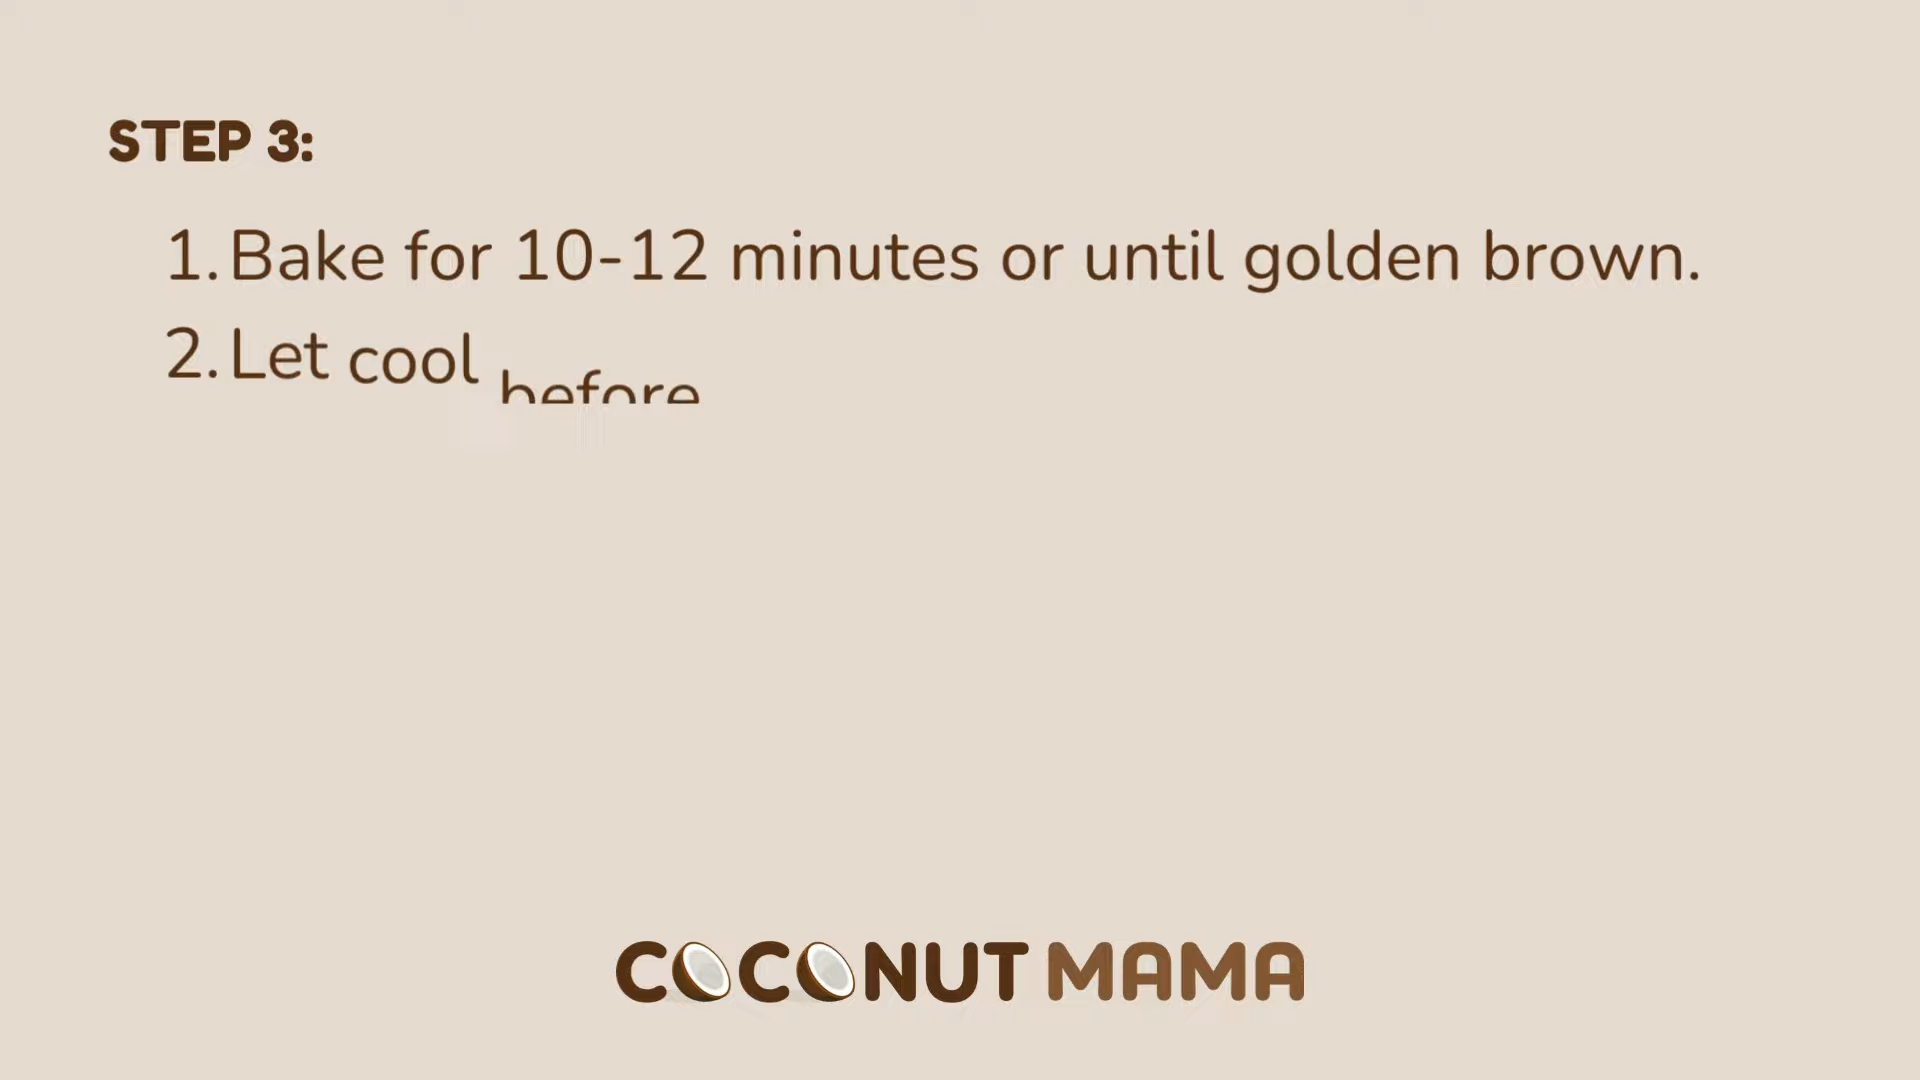 STEP 3:
1. Bake for 10-12 minutes or until golden brown.
2. Let cool before
COCONUT MAMA